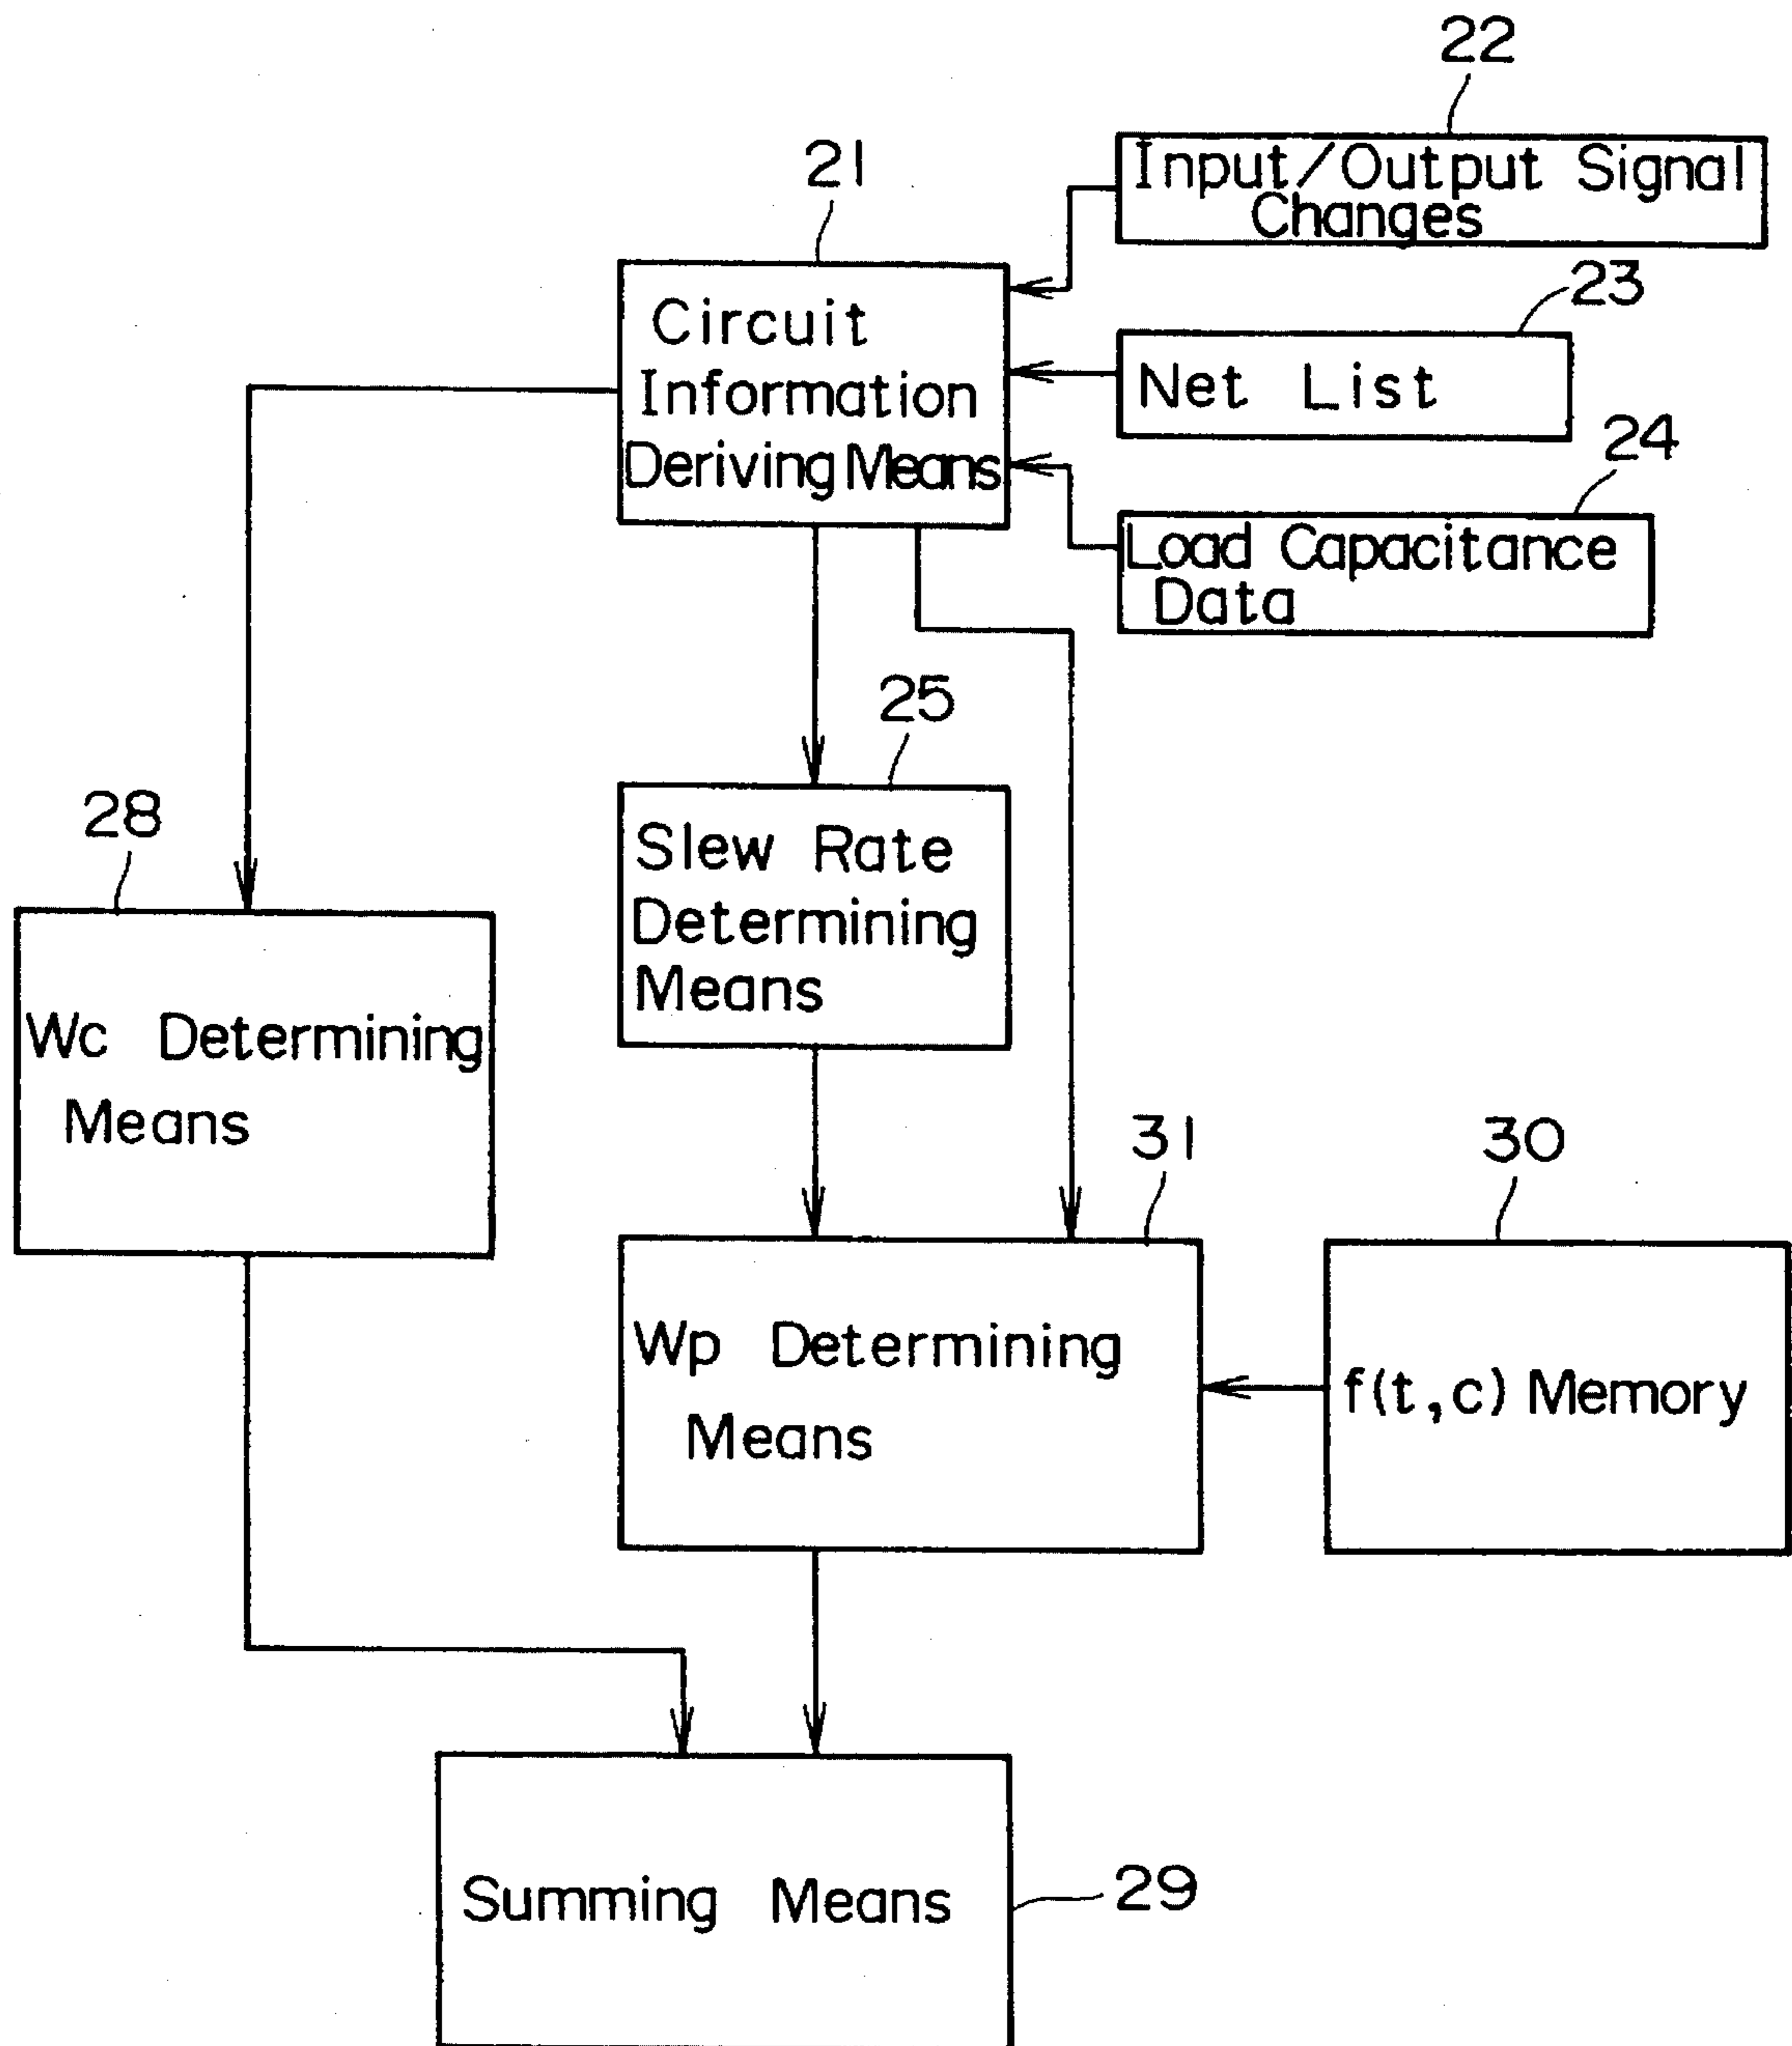 22
Input/Output Signal
Changes
21
Circuit
Information
Deriving Means
23
Net List
24
Load Capacitance
Data
25
Slew Rate
Determining
Means
28
Wc Determining
Means
31
Wp Determining
Means
30
f(t,c) Memory
Summing Means
29